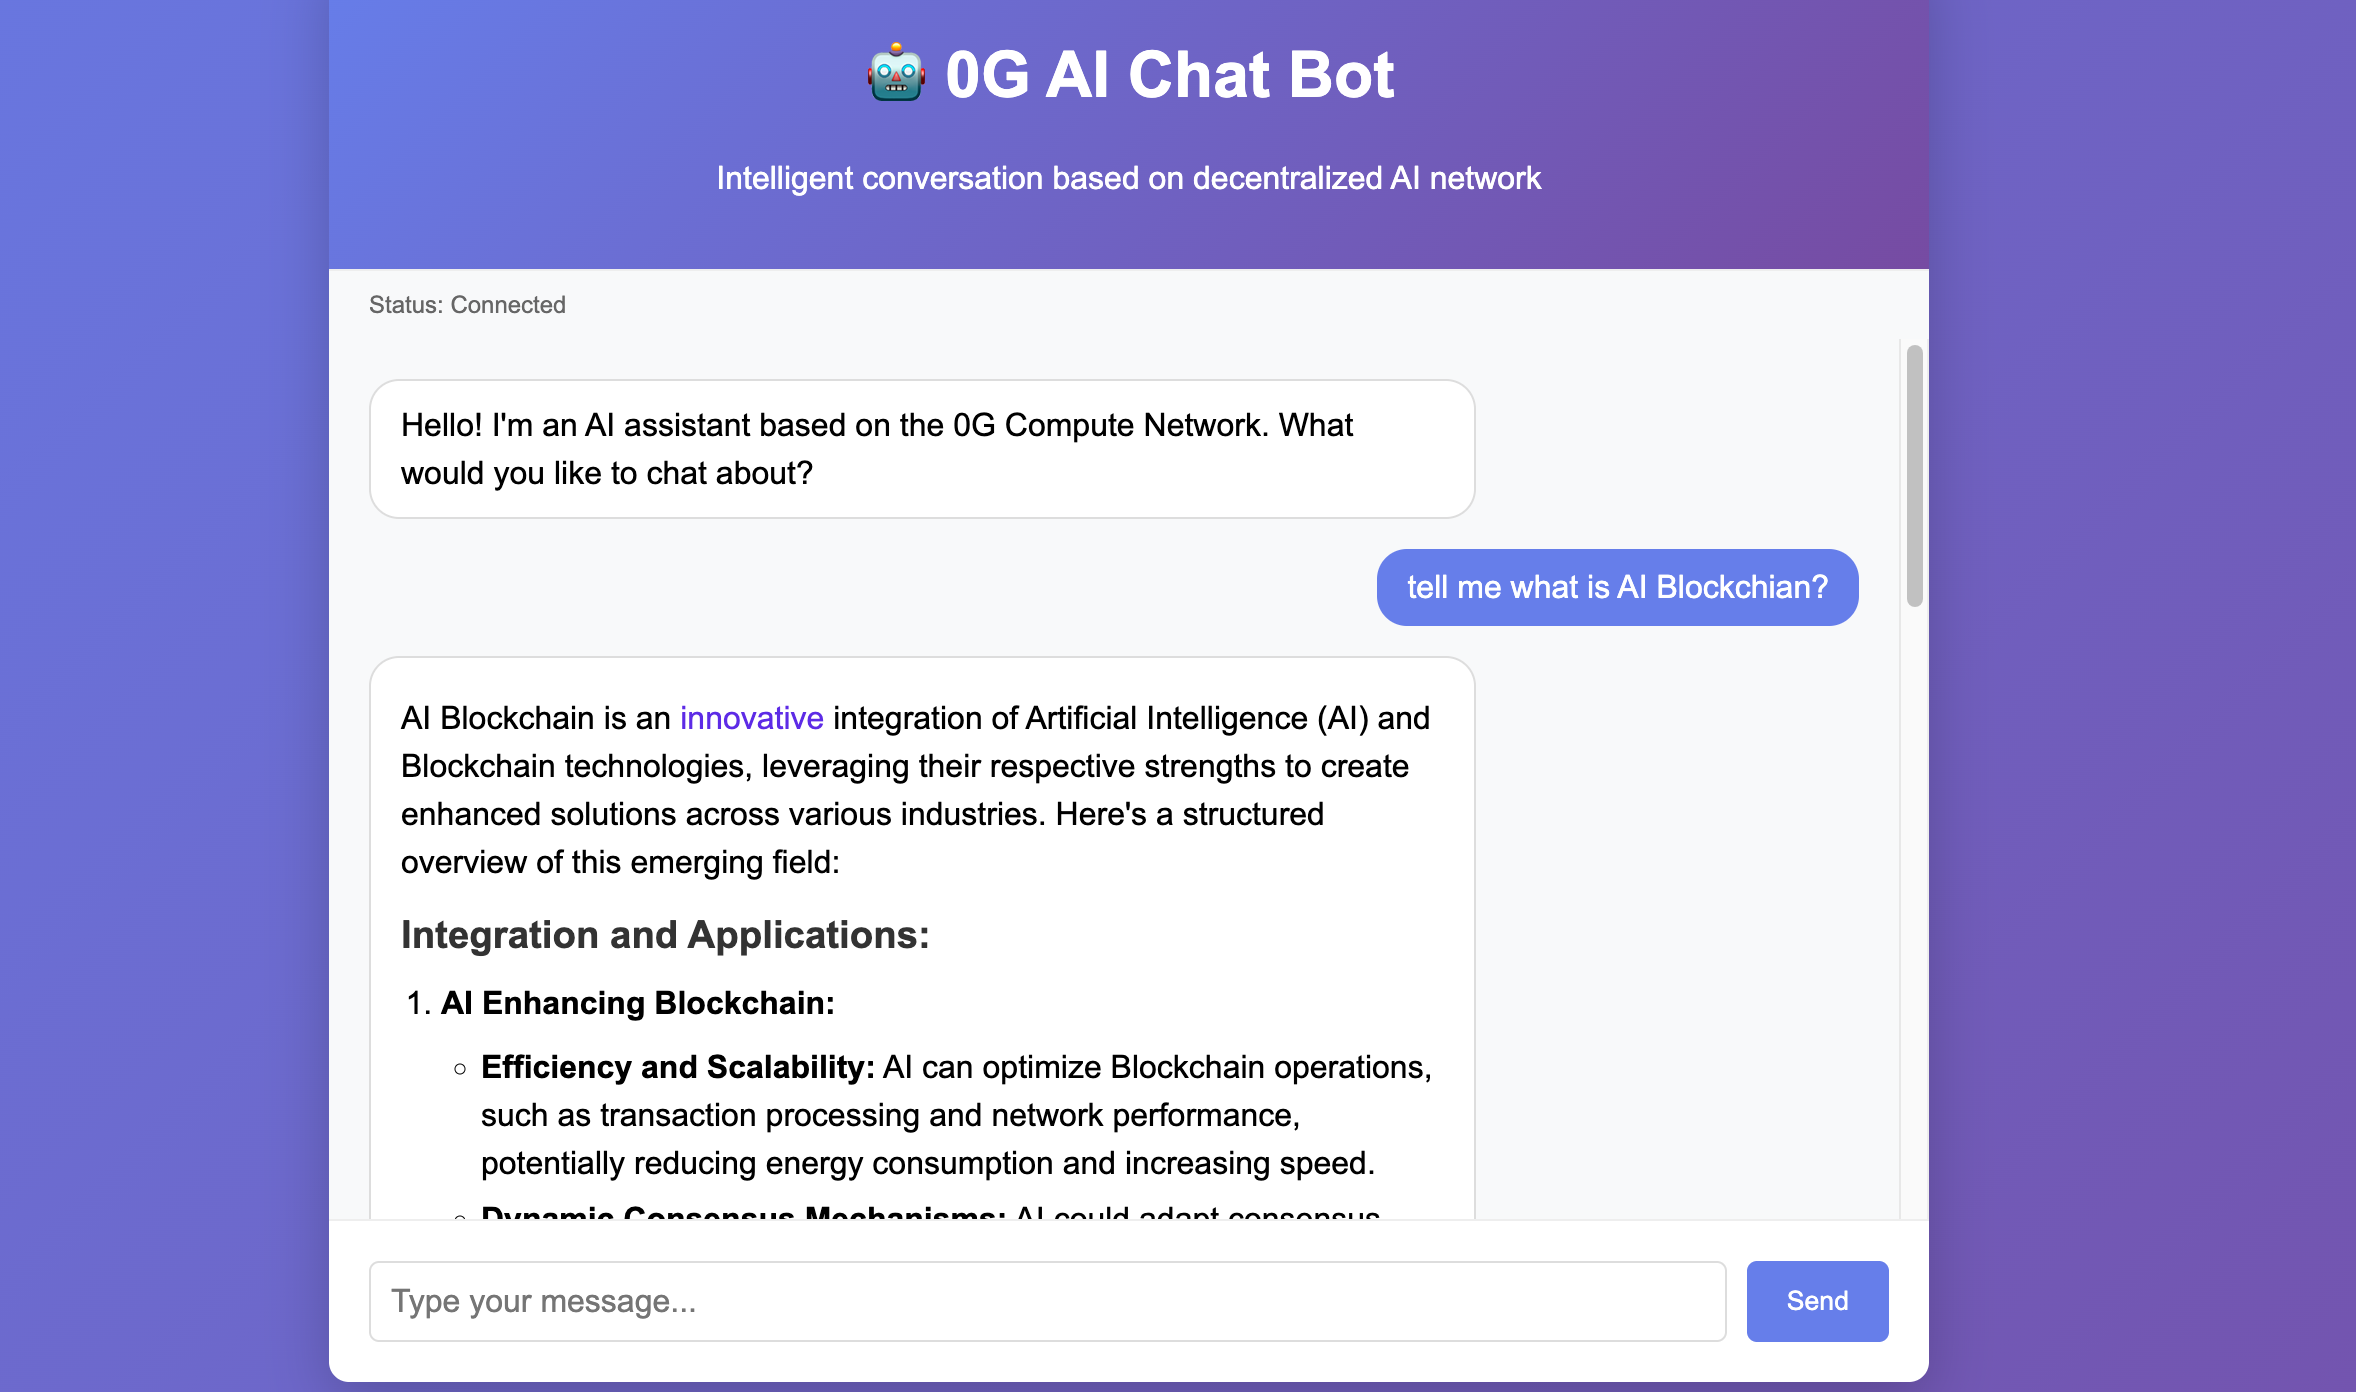 🤖 0G AI Chat Bot
Intelligent conversation based on decentralized AI network
Status: Connected
Hello! I'm an AI assistant based on the 0G Compute Network. What
would you like to chat about?
tell me what is AI Blockchian?
AI Blockchain is an innovative integration of Artificial Intelligence (AI) and
Blockchain technologies, leveraging their respective strengths to create
enhanced solutions across various industries. Here's a structured
overview of this emerging field:
Integration and Applications:
1. AI Enhancing Blockchain:
◦ Efficiency and Scalability: AI can optimize Blockchain operations,
such as transaction processing and network performance,
potentially reducing energy consumption and increasing speed.
◦ Dynamic Consensus Mechanisms: AI could adapt consensus
Type your message...
Send